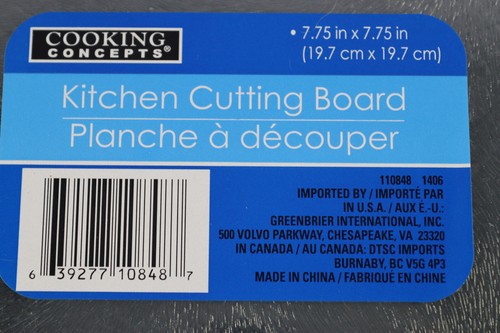 COOKING
CONCEPTS®
• 7.75 in x 7.75 in
(19.7 cm x 19.7 cm)
Kitchen Cutting Board
Planche à découper
110848 1406
IMPORTED BY / IMPORTÉ PAR
IN U.S.A. / AUX É.-U.:
GREENBRIER INTERNATIONAL, INC.
500 VOLVO PARKWAY, CHESAPEAKE, VA 23320
IN CANADA / AU CANADA: DTSC IMPORTS
BURNABY, BC V5G 4P3
MADE IN CHINA / FABRIQUÉ EN CHINE
6 39277 10848 7